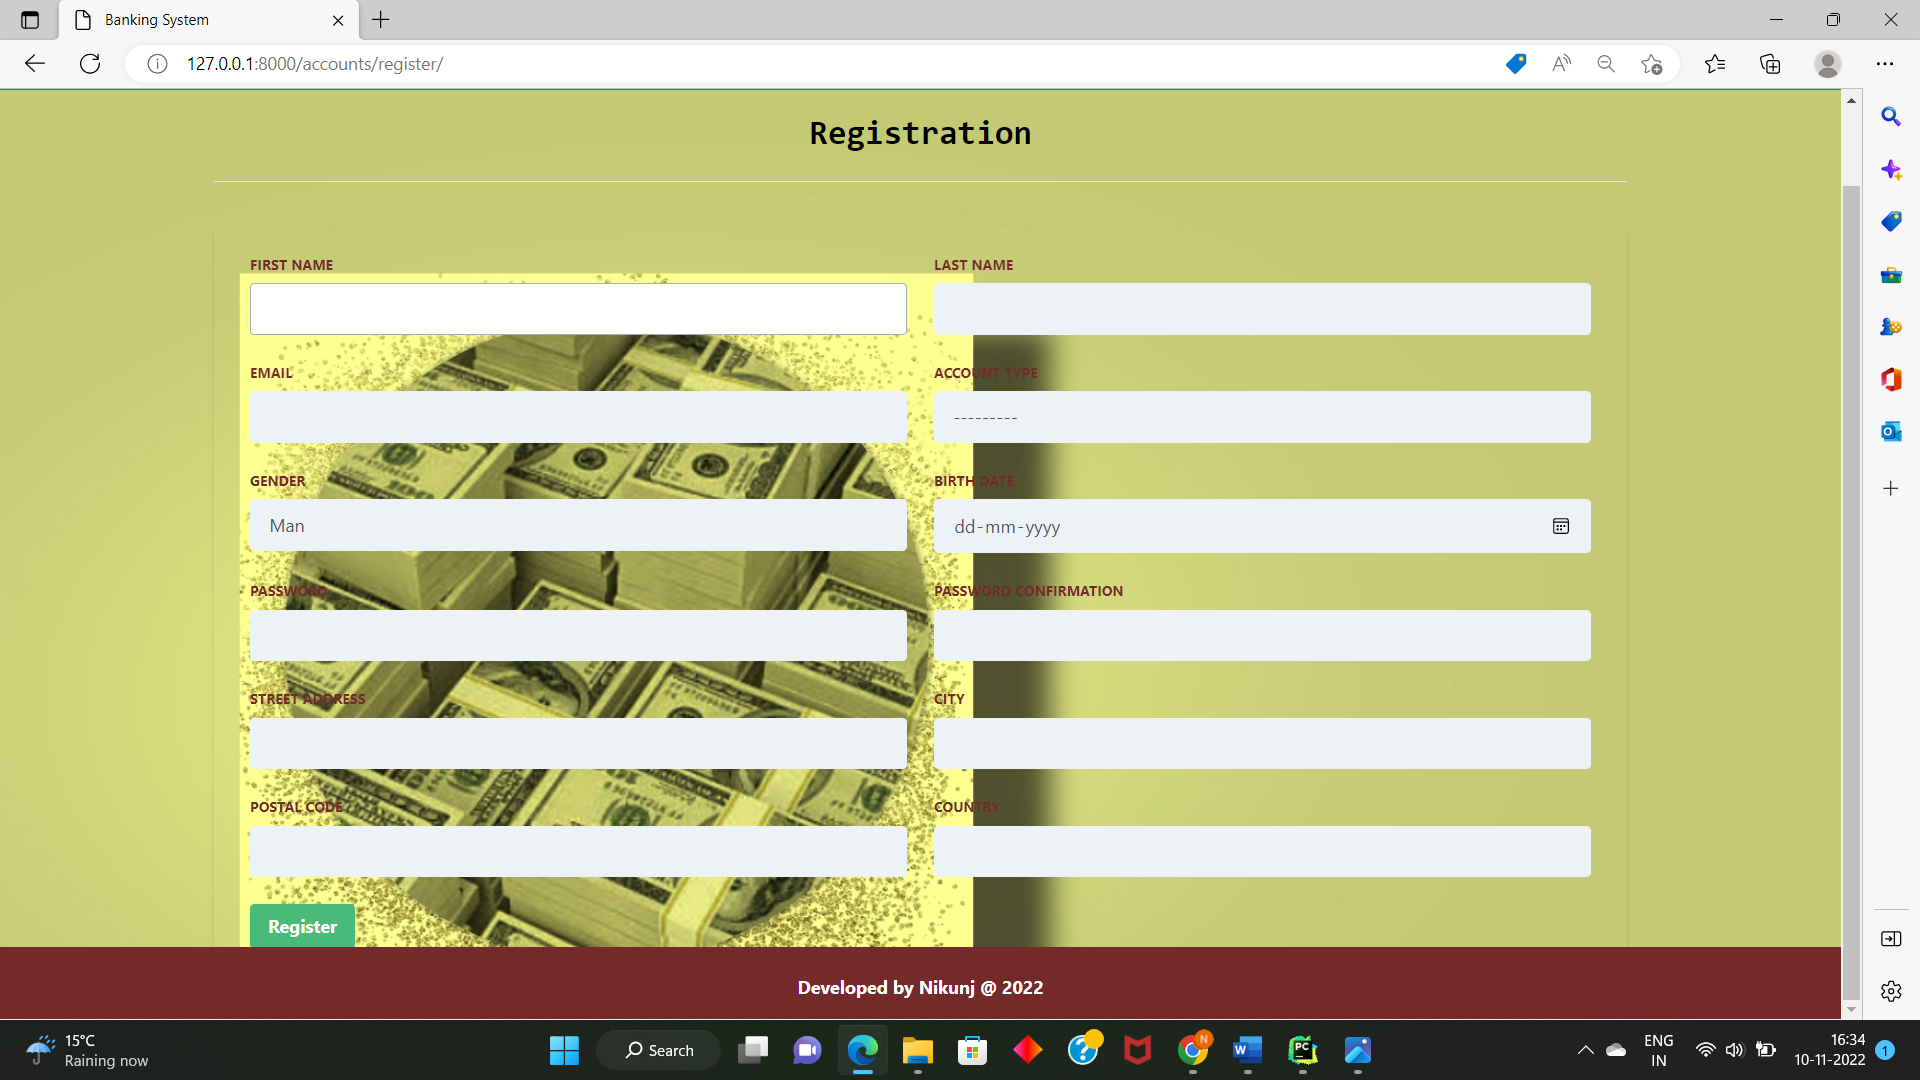 Banking System
127.0.0.1:8000/accounts/register/
Registration
FIRST NAME
LAST NAME
EMAIL
ACCOUNT TYPE
---------
GENDER
Man
BIRTH DATE
dd-mm-yyyy
PASSWORD
PASSWORD CONFIRMATION
STREET ADDRESS
CITY
POSTAL CODE
COUNTRY
Register
Developed by Nikunj @ 2022
15°C
Raining now
Search
N
W
PC
ENG
IN
16:34
10-11-2022
1